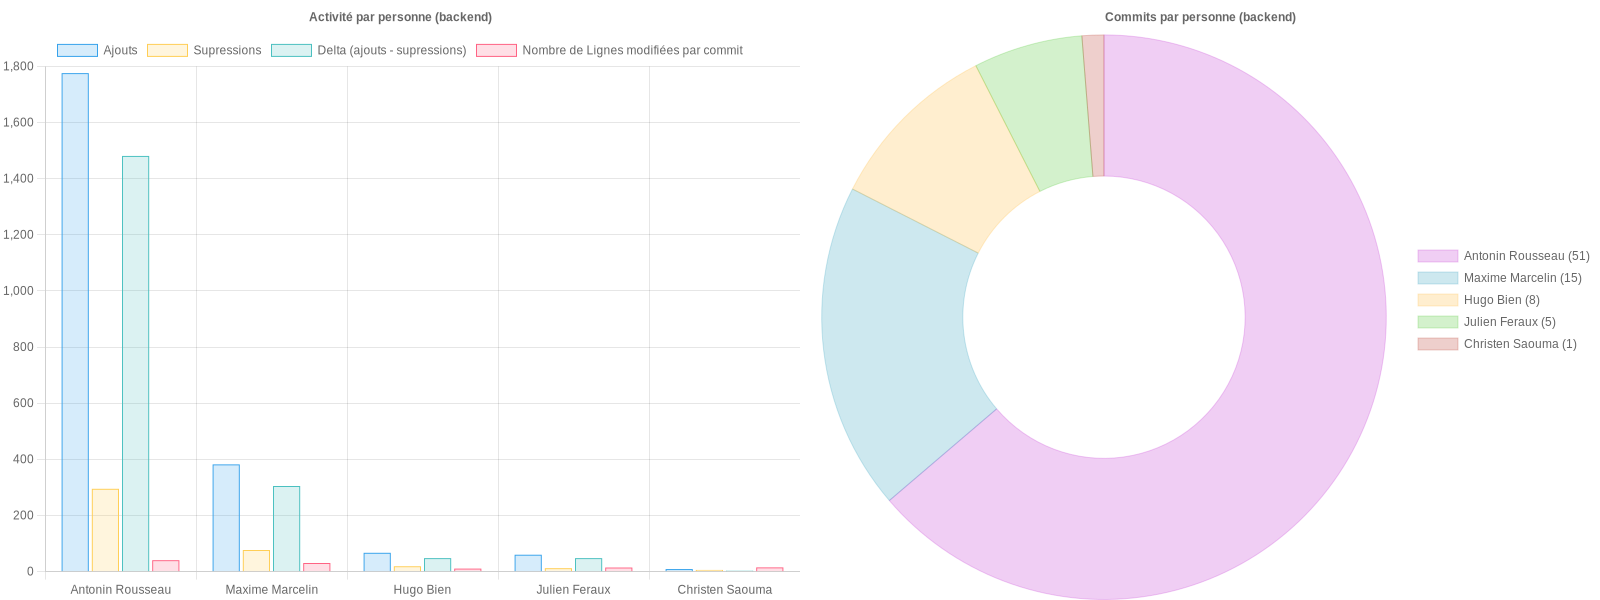 Activité par personne (backend)
Ajouts Supressions Delta (ajouts - supressions) Nombre de Lignes modifiées par commit
1,800
1,600
1,400
1,200
1,000
800
600
400
200
0
Antonin Rousseau Maxime Marcelin Hugo Bien Julien Feraux Christen Saouma
Commits par personne (backend)
Antonin Rousseau (51)
Maxime Marcelin (15)
Hugo Bien (8)
Julien Feraux (5)
Christen Saouma (1)